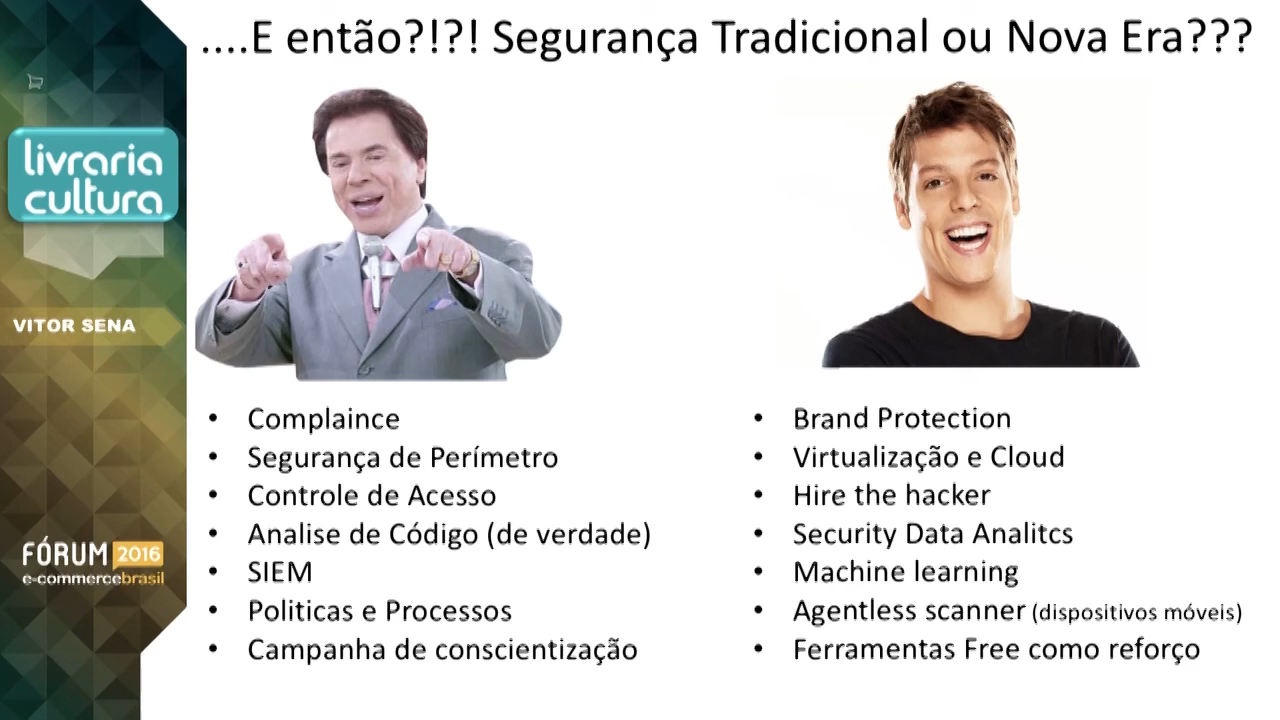 ....E então?!?! Segurança Tradicional ou Nova Era???
livraria
cultura
VITOR SENA
FÓRUM 2016
e-commercebrasil
• Complaince
• Segurança de Perímetro
• Controle de Acesso
• Analise de Código (de verdade)
• SIEM
• Politicas e Processos
• Campanha de conscientização
• Brand Protection
• Virtualização e Cloud
• Hire the hacker
• Security Data Analitcs
• Machine learning
• Agentless scanner (dispositivos móveis)
• Ferramentas Free como reforço